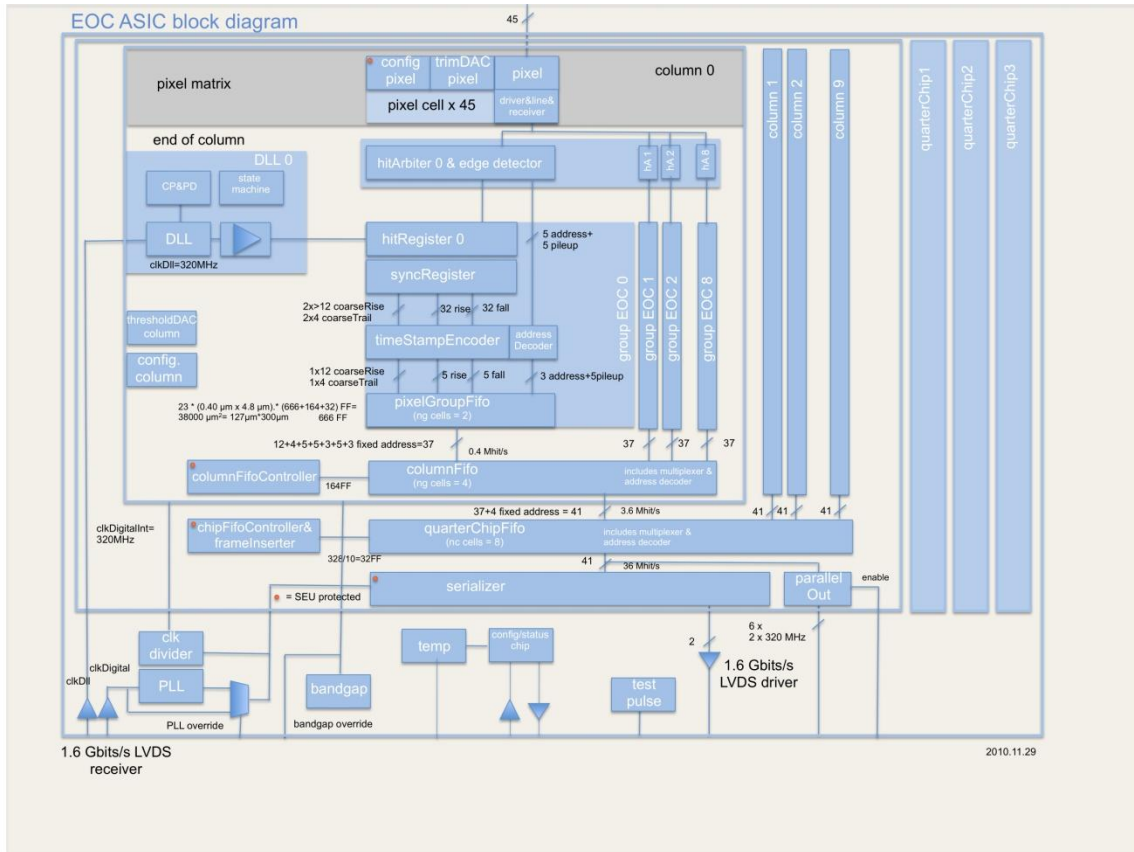 EOC ASIC block diagram
45
config pixel
trimDAC pixel
pixel
column 0
pixel matrix
pixel cell x 45
driver&line& receiver
column 1
column 2
column 9
quarterChip1
quarterChip2
quarterChip3
end of column
DLL 0
CP&PD
state machine
hitArbiter 0 & edge detector
hA 1
hA 2
hA 8
DLL
clkDll=320MHz
hitRegister 0
5 address+
5 pileup
syncRegister
2x>12 coarseRise
2x4 coarseTrail
32 rise
32 fall
group EOC 0
group EOC 1
group EOC 2
group EOC 8
thresholdDAC
column
timeStampEncoder
address
Decoder
config.
column
1x12 coarseRise
1x4 coarseTrail
5 rise
5 fall
3 address+5pileup
23 * (0.40 µm x 4.8 µm).* (666+164+32) FF=
38000 µm²= 127µm*300µm
666 FF
pixelGroupFifo
(ng cells = 2)
12+4+5+5+3+5+3 fixed address=37
0.4 Mhit/s
37
37
37
columnFifoController
164FF
columnFifo
(ng cells = 4)
includes multiplexer &
address decoder
37+4 fixed address = 41
3.6 Mhit/s
41
41
41
clkDigitalInt=
320MHz
chipFifoController&
frameInserter
quarterChipFifo
(nc cells = 8)
includes multiplexer &
address decoder
328/10=32FF
41
36 Mhit/s
serializer
parallel
Out
enable
= SEU protected
clk
divider
temp
config/status
chip
2
6 x
2 x 320 MHz
1.6 Gbits/s
LVDS driver
clkDll
clkDigital
PLL
bandgap
test
pulse
PLL override
bandgap override
1.6 Gbits/s LVDS
receiver
2010.11.29